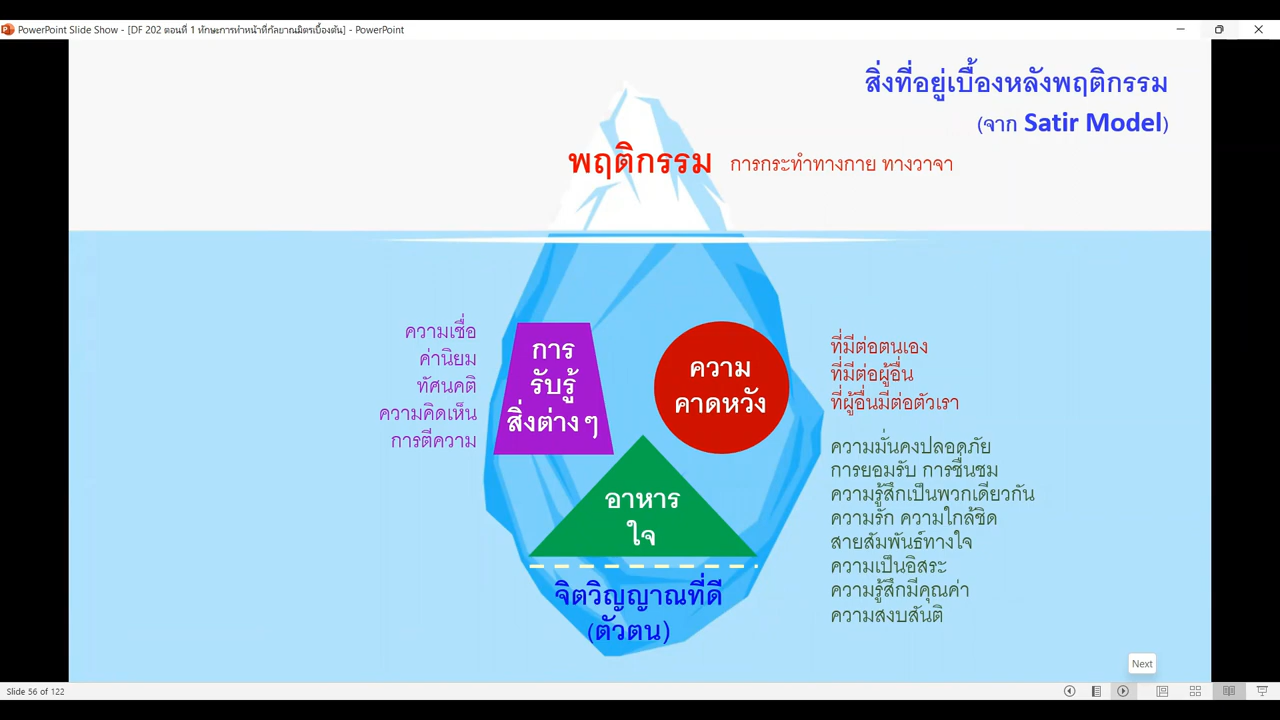 PowerPoint Slide Show - [DF 202 ตอนที่ 1 ทักษะการทำหน้าที่กัลยาณมิตรเบื้องต้น] - PowerPoint
สิ่งที่อยู่เบื้องหลังพฤติกรรม
(จาก Satir Model)
พฤติกรรม การกระทำทางกาย ทางวาจา
ความเชื่อ
ค่านิยม
ทัศนคติ
ความคิดเห็น
การตีความ
การ
รับรู้
สิ่งต่างๆ
ความ
คาดหวัง
ที่มีต่อตนเอง
ที่มีต่อผู้อื่น
ที่ผู้อื่นมีต่อตัวเรา
อาหาร
ใจ
ความมั่นคงปลอดภัย
การยอมรับ การชื่นชม
ความรู้สึกเป็นพวกเดียวกัน
ความรัก ความใกล้ชิด
สายสัมพันธ์ทางใจ
ความเป็นอิสระ
ความรู้สึกมีคุณค่า
ความสงบสันติ
จิตวิญญาณที่ดี
(ตัวตน)
Next
Slide 56 of 122